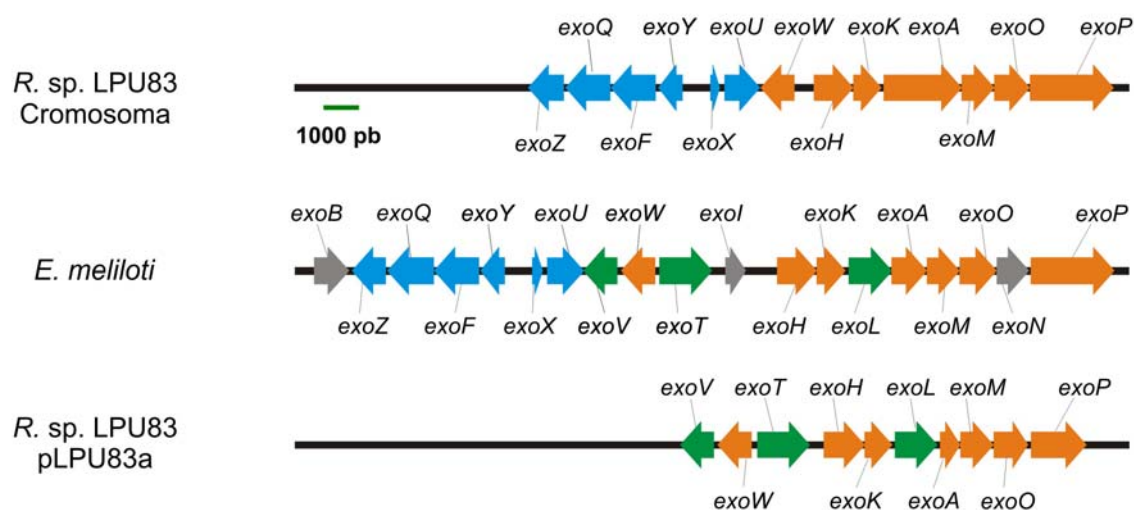 exoQ exoY exoU exoW exoK exoA exoO exoP
R. sp. LPU83
Cromosoma
1000 pb
exoZ exoF exoX exoH exoM
exoB exoQ exoY exoU exoW exoI exoK exoA exoO exoP
E. meliloti
exoZ exoF exoX exoV exoT exoH exoL exoM exoN
exoV exoT exoH exoL exoM exoP
R. sp. LPU83
pLPU83a
exoW exoK exoA exoO